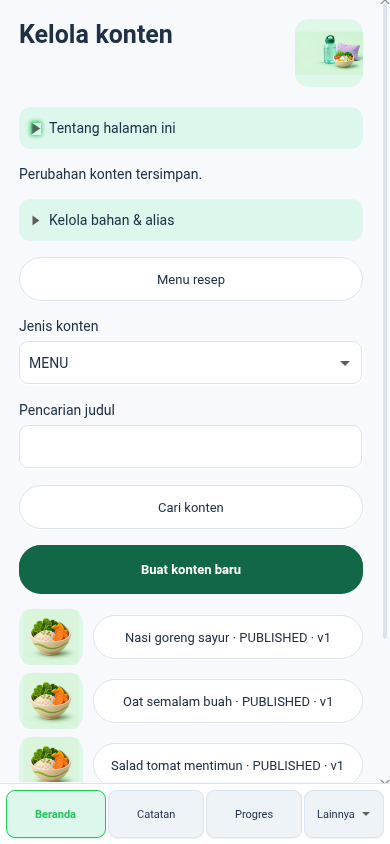 Kelola konten
Tentang halaman ini
Perubahan konten tersimpan.
Kelola bahan & alias
Menu resep
Jenis konten
MENU
Pencarian judul
Cari konten
Buat konten baru
Nasi goreng sayur · PUBLISHED · v1
Oat semalam buah · PUBLISHED · v1
Salad tomat mentimun · PUBLISHED · v1
Beranda
Catatan
Progres
Lainnya